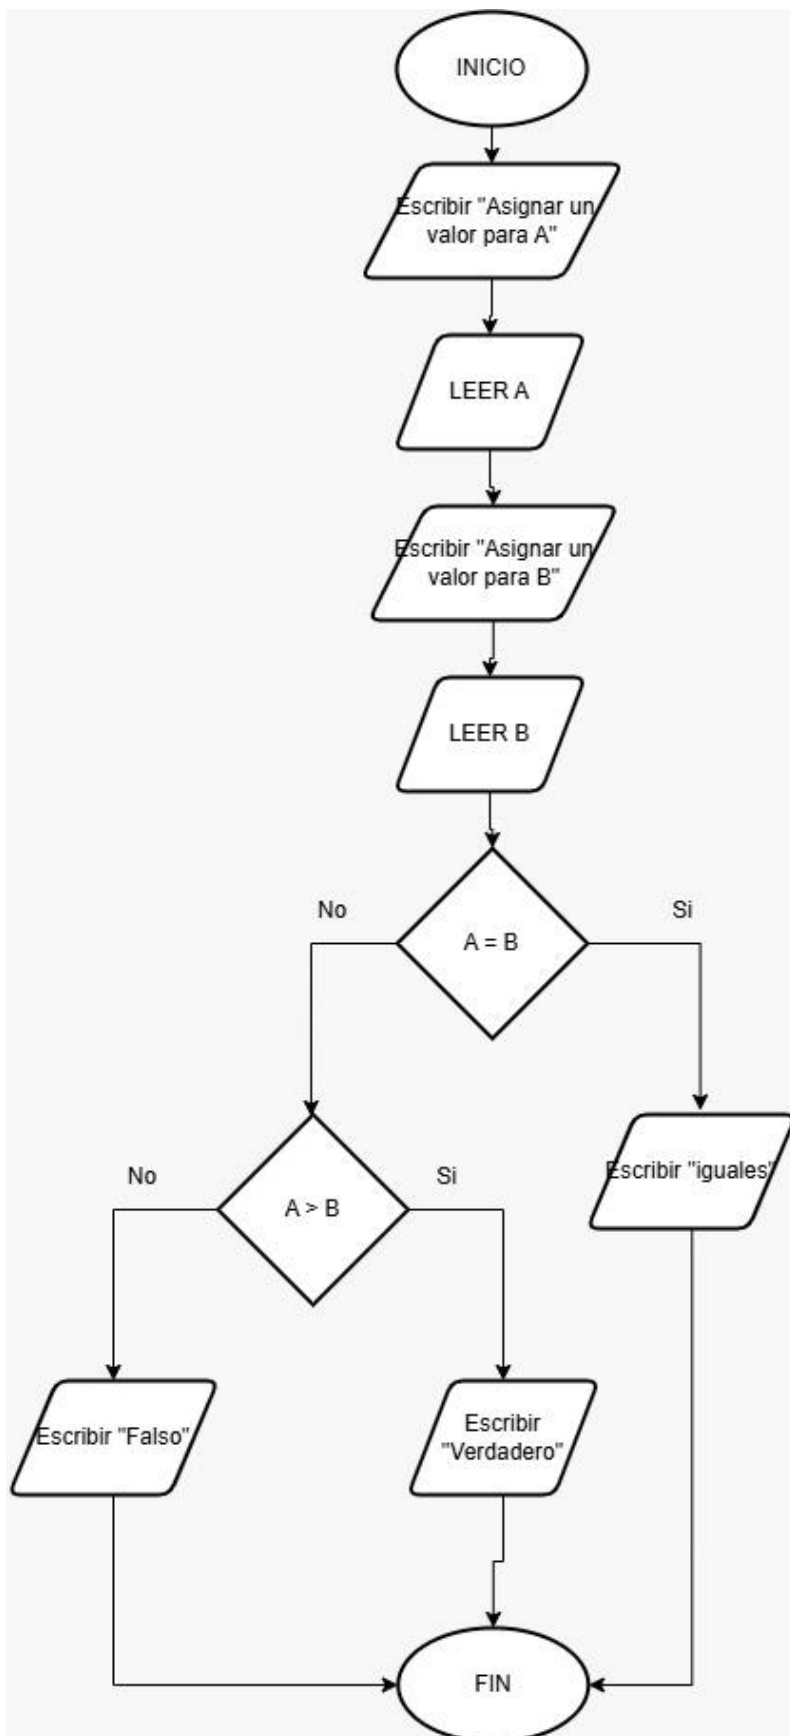 INICIO
Escribir "Asignar un
valor para A"
LEER A
Escribir "Asignar un
valor para B"
LEER B
No
Si
A = B
No
Si
A > B
Escribir "iguales"
Escribir "Falso"
Escribir
"Verdadero"
FIN